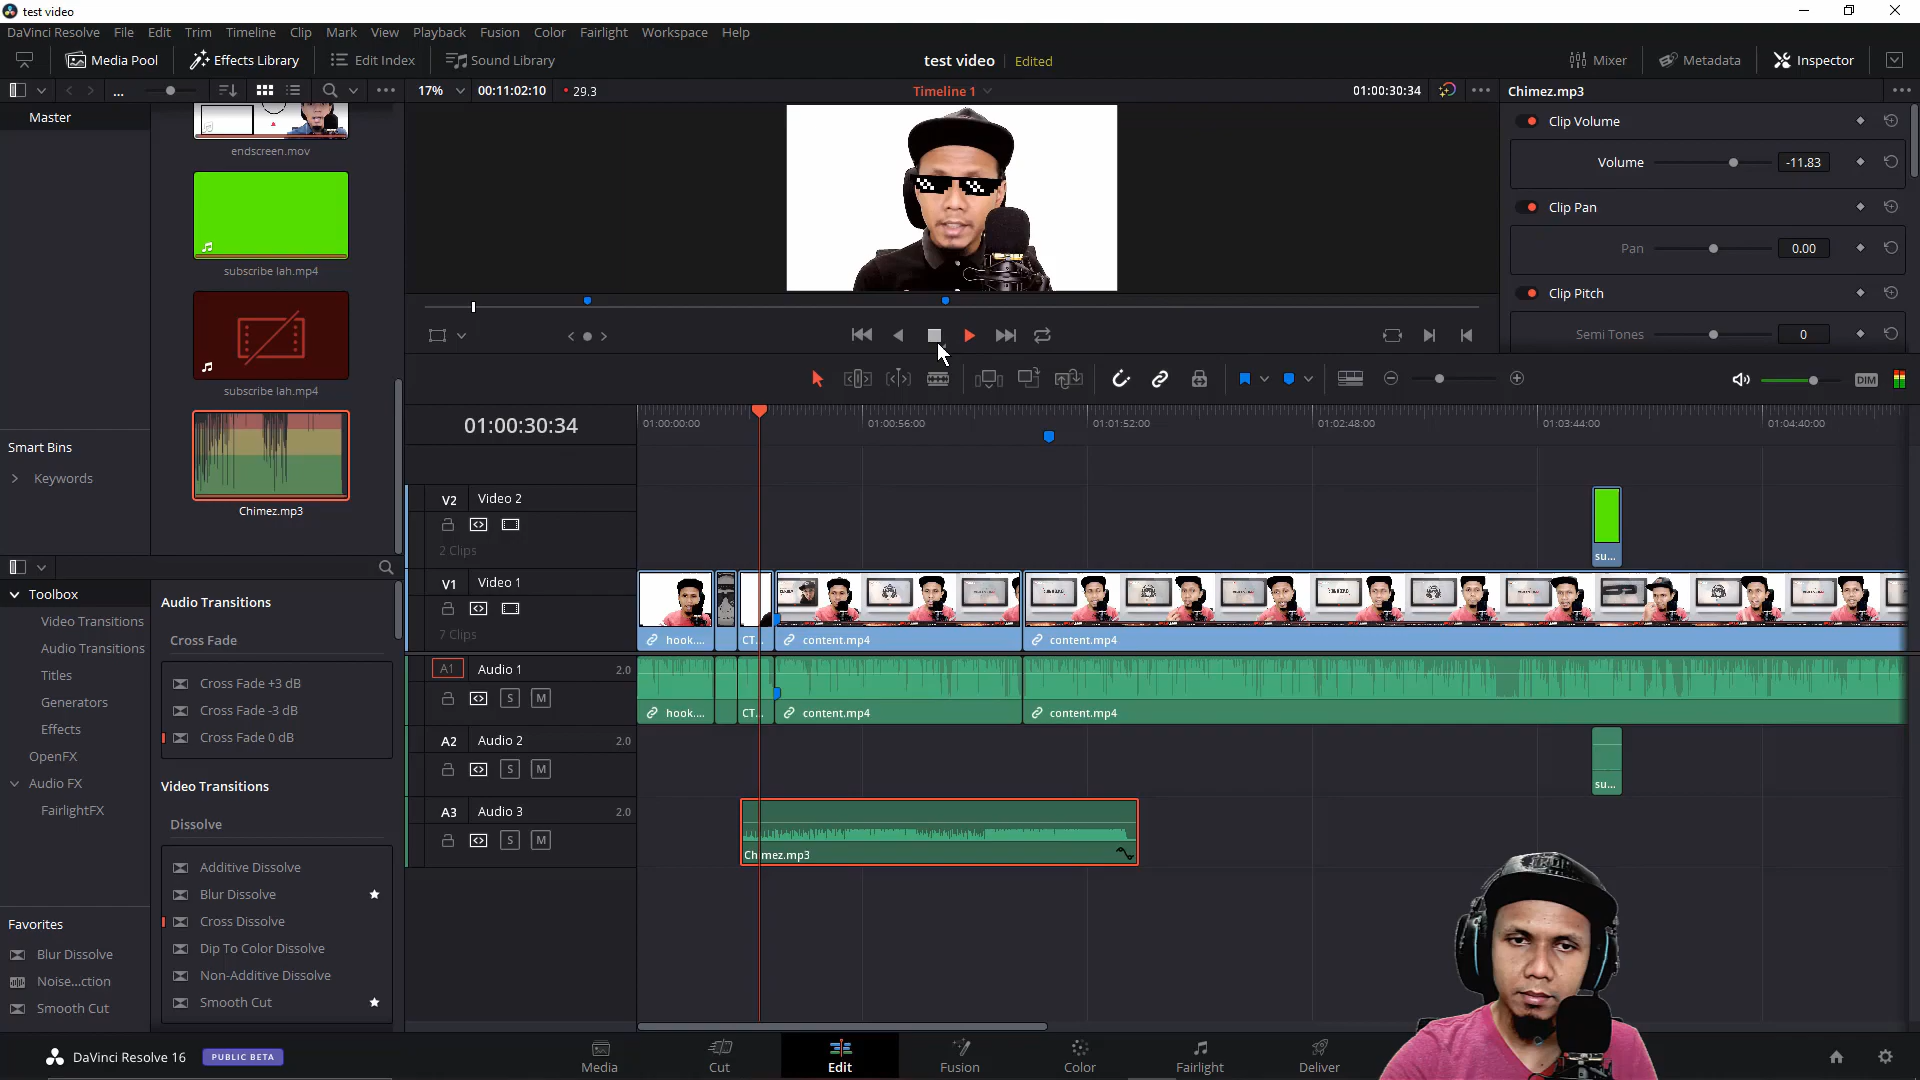 test video
DaVinci Resolve File Edit Trim Timeline Clip Mark View Playback Fusion Color Fairlight Workspace Help
Media Pool Effects Library Edit Index Sound Library test video Edited Mixer Metadata Inspector
... 17% 00:11:02:10 29.3 Timeline 1 01:00:30:34 Chimez.mp3
Master
endscreen.mov
subscribe lah.mp4
subscribe lah.mp4
Chimez.mp3
Smart Bins
Keywords
Clip Volume
Volume -11.83
Clip Pan
Pan 0.00
Clip Pitch
Semi Tones 0
DIM
01:00:30:34
01:00:00:00 01:00:56:00 01:01:52:00 01:02:48:00 01:03:44:00 01:04:40:00
V2 Video 2
2 Clips
su...
V1 Video 1
7 Clips
hook.... CT... content.mp4 content.mp4
A1 Audio 1 2.0
S M
hook.... CT... content.mp4 content.mp4
A2 Audio 2 2.0
S M
su...
A3 Audio 3 2.0
S M
Chimez.mp3
Toolbox
Video Transitions
Audio Transitions
Titles
Generators
Effects
OpenFX
Audio FX
FairlightFX
Favorites
Blur Dissolve
Noise...ction
Smooth Cut
Audio Transitions
Cross Fade
Cross Fade +3 dB
Cross Fade -3 dB
Cross Fade 0 dB
Video Transitions
Dissolve
Additive Dissolve
Blur Dissolve
Cross Dissolve
Dip To Color Dissolve
Non-Additive Dissolve
Smooth Cut
DaVinci Resolve 16 PUBLIC BETA
Media Cut Edit Fusion Color Fairlight Deliver